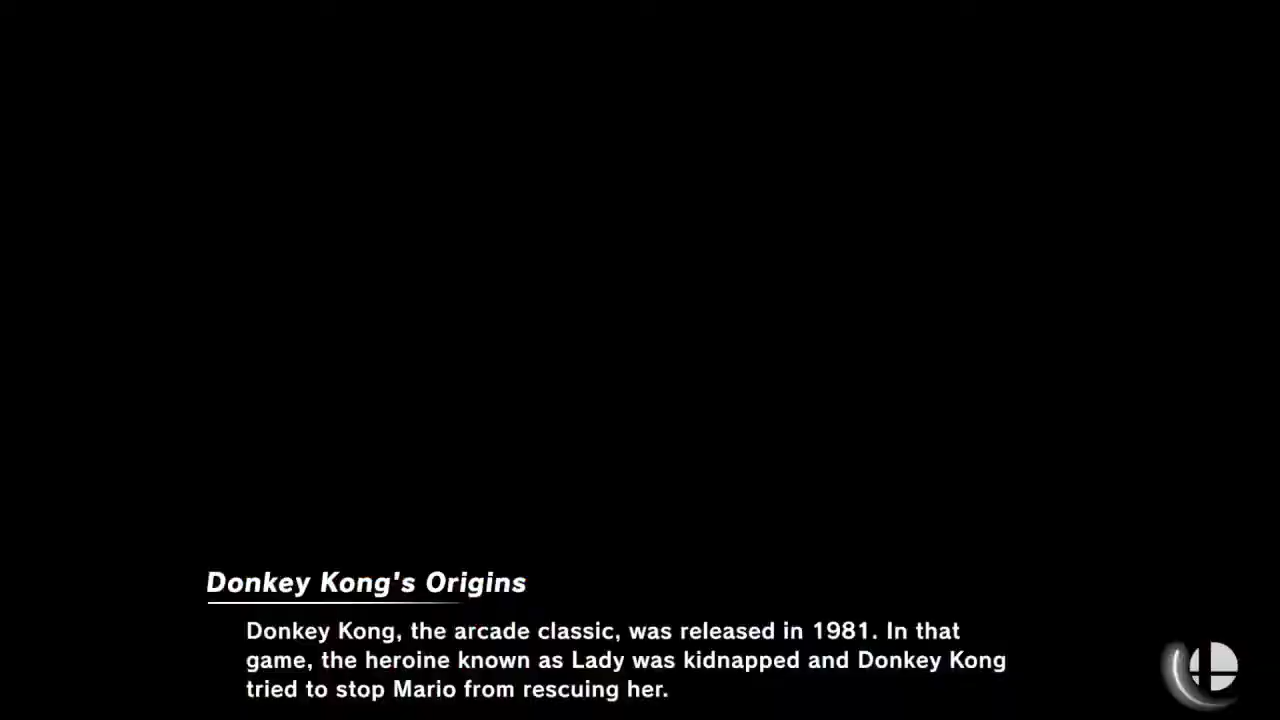 Donkey Kong's Origins
Donkey Kong, the arcade classic, was released in 1981. In that
game, the heroine known as Lady was kidnapped and Donkey Kong
tried to stop Mario from rescuing her.